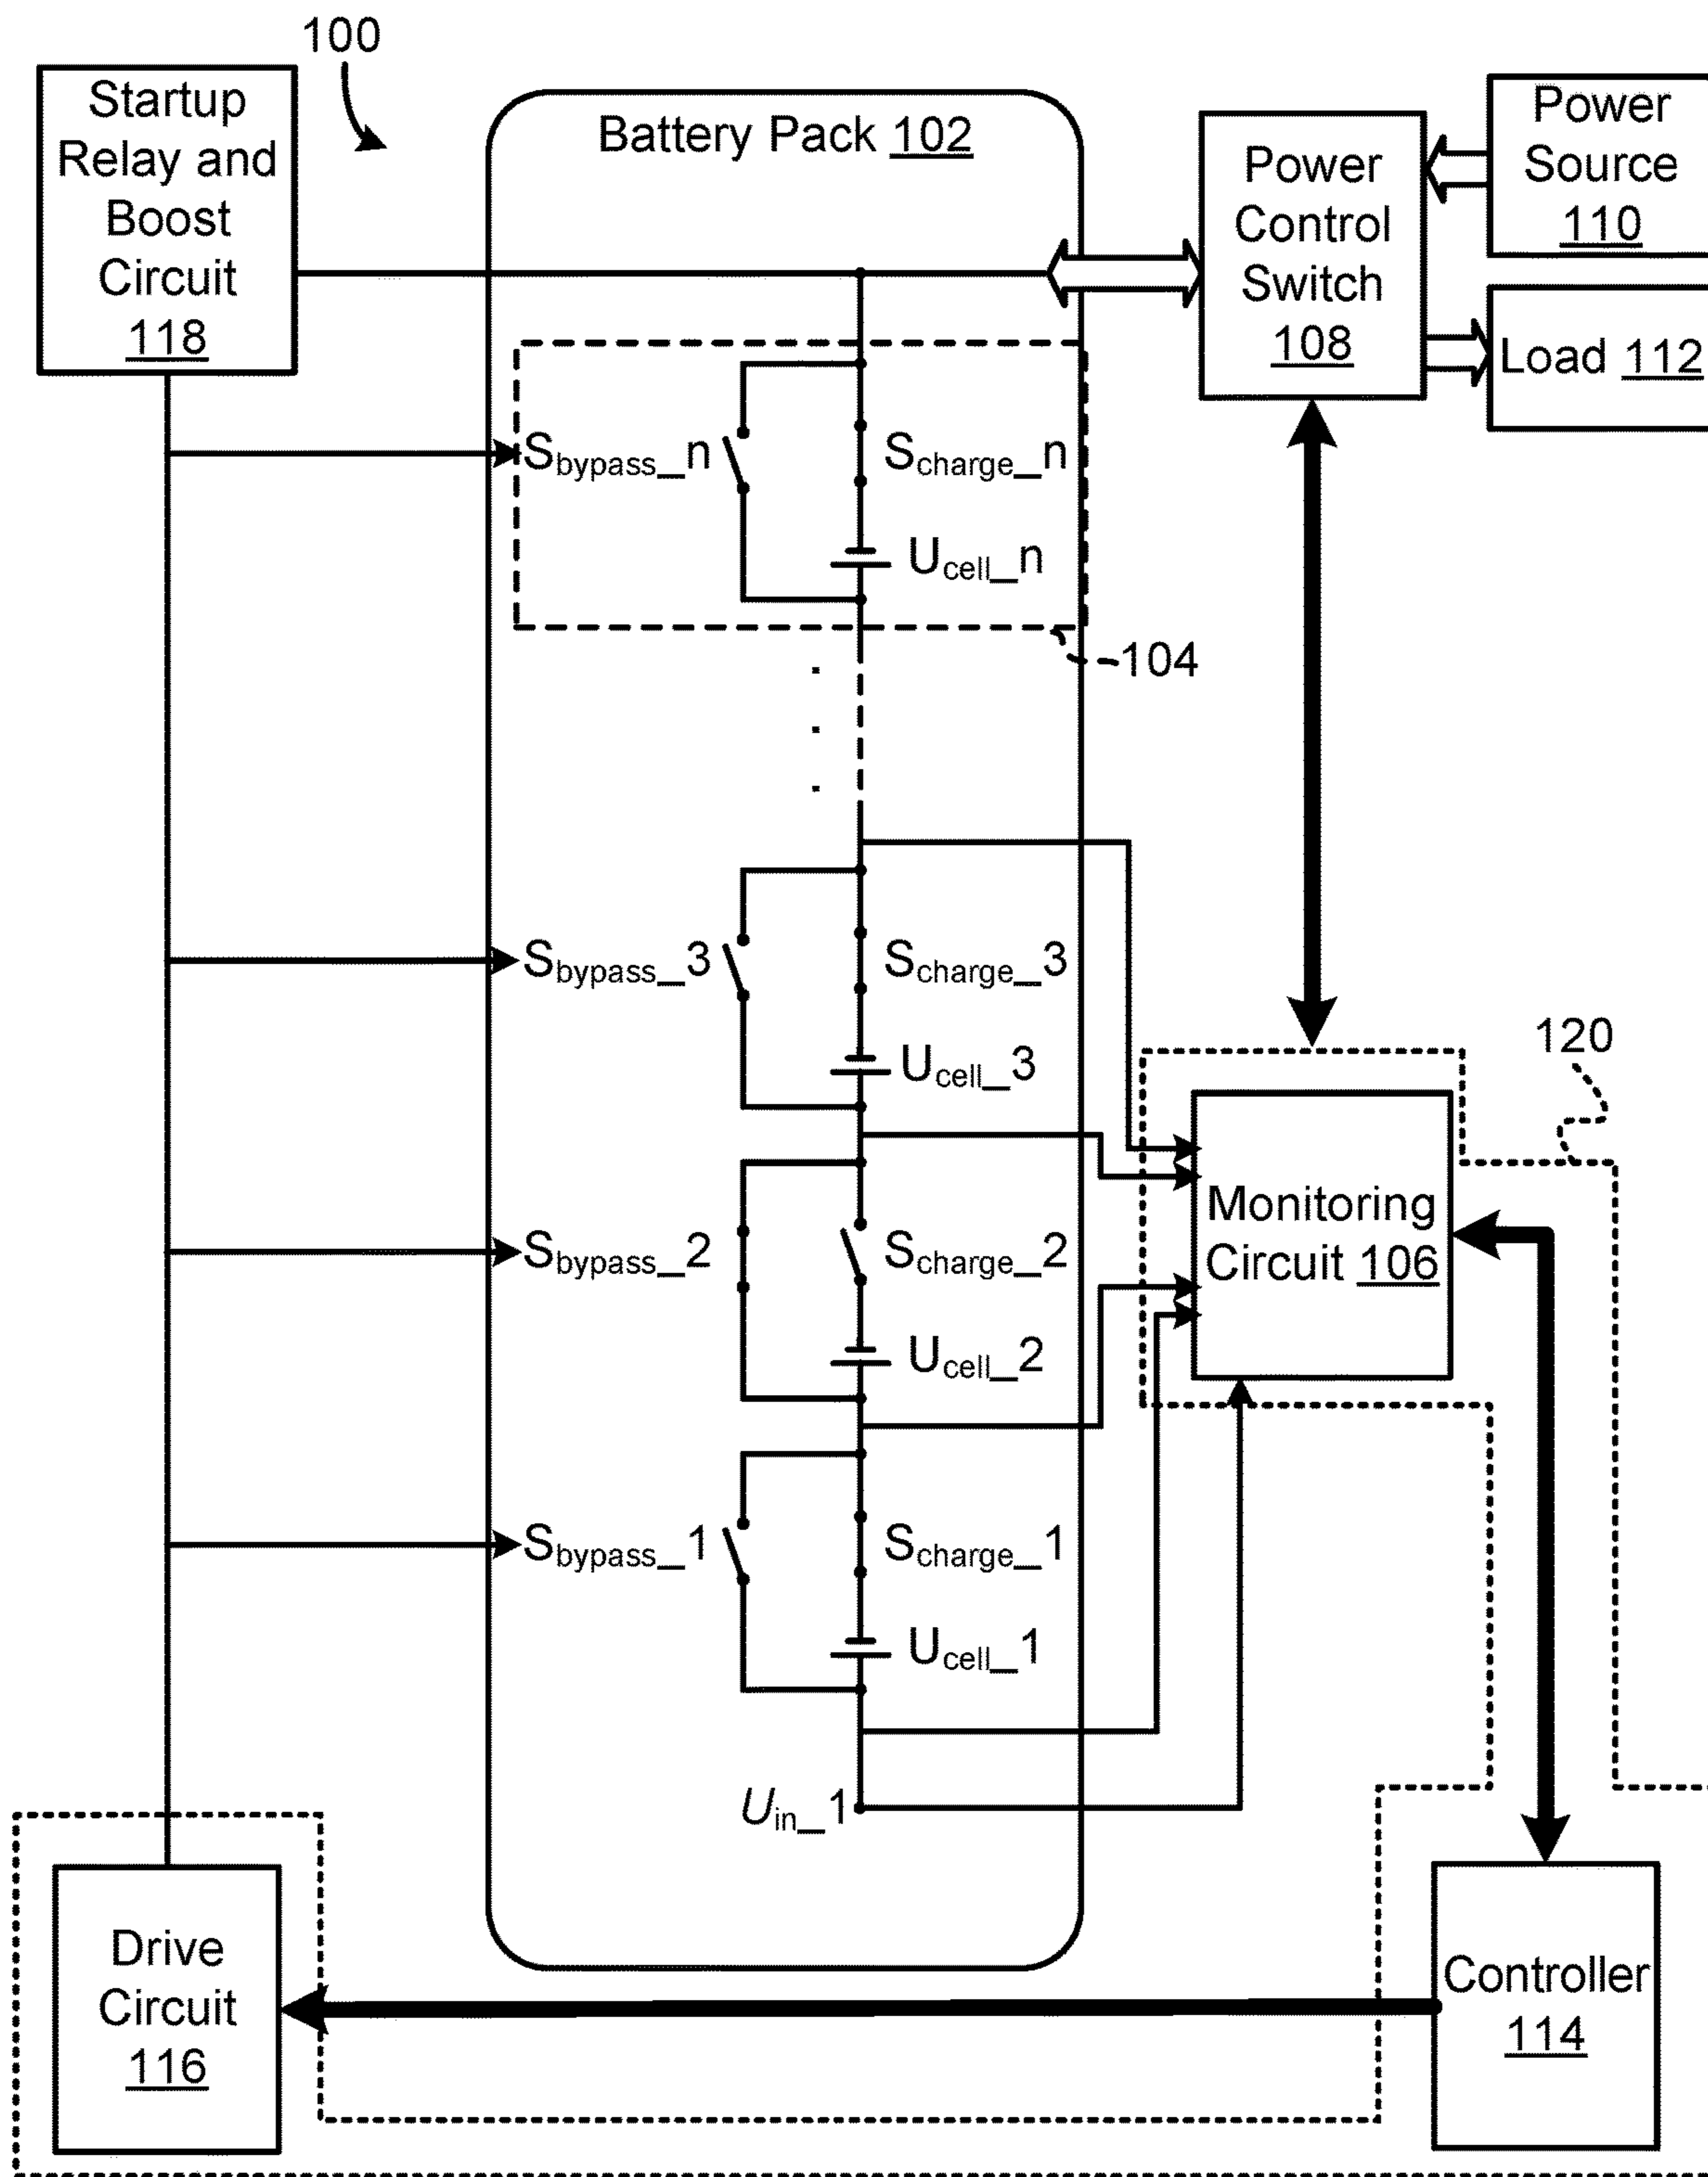 100
Startup
Relay and
Boost
Circuit
118
Battery Pack 102
Power
Control
Switch
108
Power
Source
110
Load 112
Sbypass_n
Scharge_n
Ucell_n
104
.
.
.
Sbypass_3
Scharge_3
Ucell_3
120
Monitoring
Circuit 106
Sbypass_2
Scharge_2
Ucell_2
Sbypass_1
Scharge_1
Ucell_1
Uin_1
Drive
Circuit
116
Controller
114